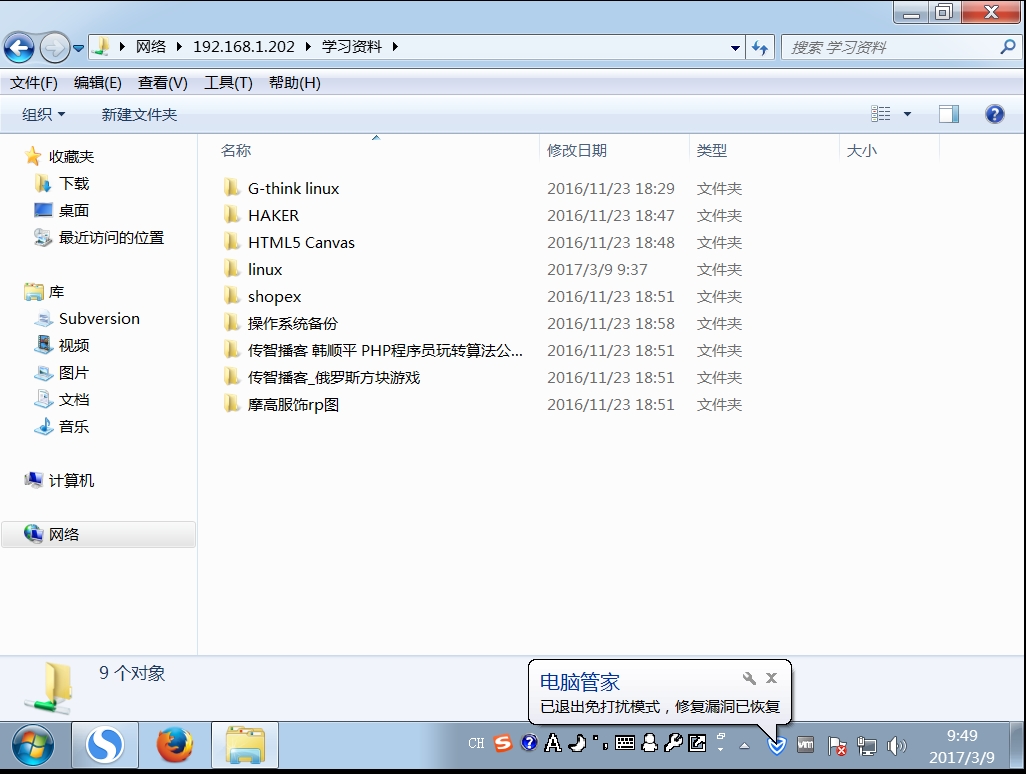 网络 192.168.1.202 学习资料
搜索 学习资料
文件(F) 编辑(E) 查看(V) 工具(T) 帮助(H)
组织 新建文件夹
名称 修改日期 类型 大小
收藏夹
下载
桌面
最近访问的位置
库
Subversion
视频
图片
文档
音乐
计算机
网络
G-think linux 2016/11/23 18:29 文件夹
HAKER 2016/11/23 18:47 文件夹
HTML5 Canvas 2016/11/23 18:48 文件夹
linux 2017/3/9 9:37 文件夹
shopex 2016/11/23 18:51 文件夹
操作系统备份 2016/11/23 18:58 文件夹
传智播客 韩顺平 PHP程序员玩转算法公... 2016/11/23 18:51 文件夹
传智播客_俄罗斯方块游戏 2016/11/23 18:51 文件夹
摩高服饰rp图 2016/11/23 18:51 文件夹
9 个对象
电脑管家
已退出免打扰模式，修复漏洞已恢复
CH
vm
9:49
2017/3/9